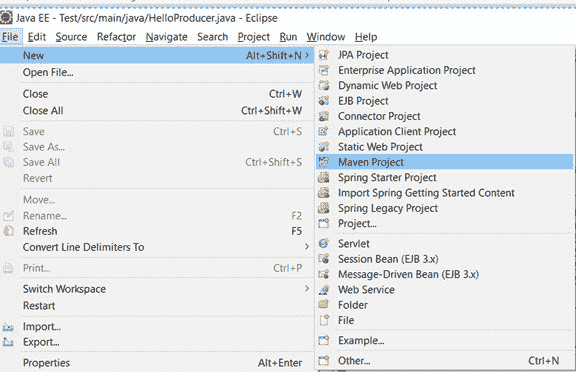 Java EE - Test/src/main/java/HelloProducer.java - Eclipse
File Edit Source Refactor Navigate Search Project Run Window Help
New Alt+Shift+N >
Open File...
Close Ctrl+W
Close All Ctrl+Shift+W
Save Ctrl+S
Save As...
Save All Ctrl+Shift+S
Revert
Move...
Rename... F2
Refresh F5
Convert Line Delimiters To >
Print... Ctrl+P
Switch Workspace >
Restart
Import...
Export...
Properties Alt+Enter
JPA Project
Enterprise Application Project
Dynamic Web Project
EJB Project
Connector Project
Application Client Project
Static Web Project
Maven Project
Spring Starter Project
Import Spring Getting Started Content
Spring Legacy Project
Project...
Servlet
Session Bean (EJB 3.x)
Message-Driven Bean (EJB 3.x)
Web Service
Folder
File
Example...
Other... Ctrl+N